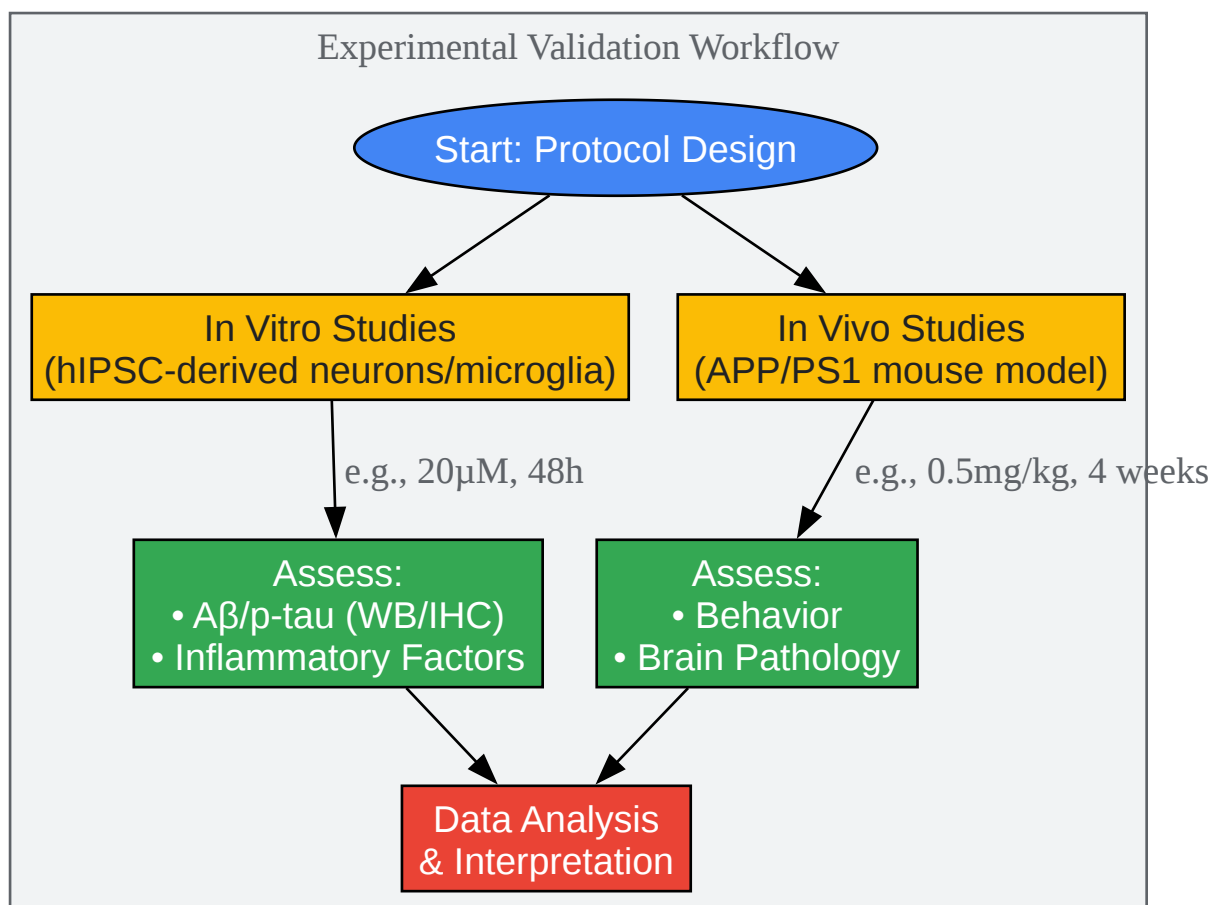 Experimental Validation Workflow
Start: Protocol Design
In Vitro Studies
(hIPSC-derived neurons/microglia)
In Vivo Studies
(APP/PS1 mouse model)
e.g., 20µM, 48h
e.g., 0.5mg/kg, 4 weeks
Assess:
• Aβ/p-tau (WB/IHC)
• Inflammatory Factors
Assess:
• Behavior
• Brain Pathology
Data Analysis
& Interpretation